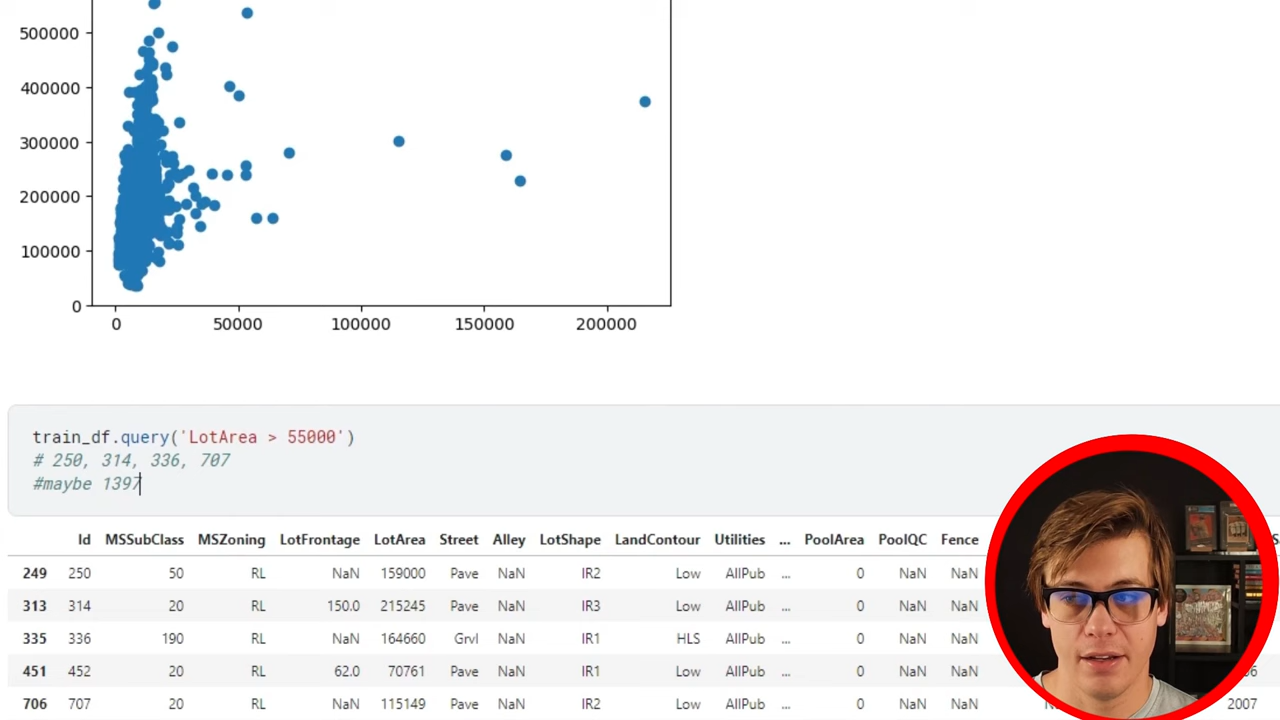 500000
400000
300000
200000
100000
0
0 50000 100000 150000 200000
train_df.query('LotArea > 55000')
# 250, 314, 336, 707
#maybe 1397
Id MSSubClass MSZoning LotFrontage LotArea Street Alley LotShape LandContour Utilities ... PoolArea PoolQC Fence
249 250 50 RL NaN 159000 Pave NaN IR2 Low AllPub ... 0 NaN NaN
313 314 20 RL 150.0 215245 Pave NaN IR3 Low AllPub ... 0 NaN NaN
335 336 190 RL NaN 164660 Grvl NaN IR1 HLS AllPub ... 0 NaN NaN
451 452 20 RL 62.0 70761 Pave NaN IR1 Low AllPub ... 0 NaN NaN
706 707 20 RL NaN 115149 Pave NaN IR2 Low AllPub ... 0 NaN NaN 2007